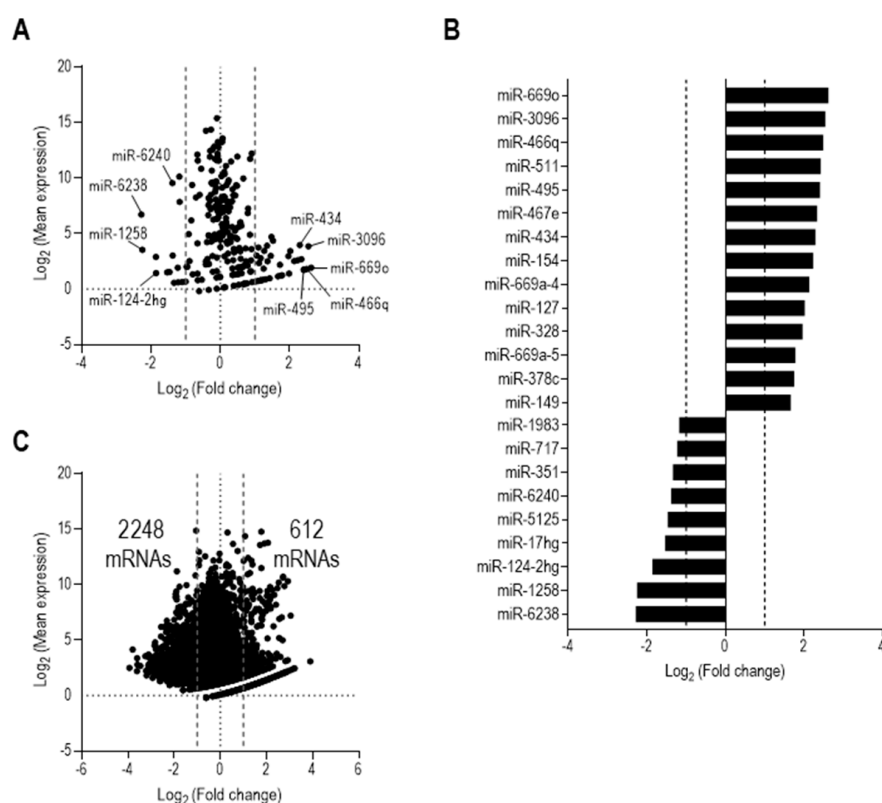 A
20
15
10
5
0
-5
-4
-2
0
2
4
Log2 (Mean expression)
Log2 (Fold change)
miR-6240
miR-6238
miR-1258
miR-124-2hg
miR-434
miR-3096
miR-669o
miR-466q
miR-495
B
miR-669o
miR-3096
miR-466q
miR-511
miR-495
miR-467e
miR-434
miR-154
miR-669a-4
miR-127
miR-328
miR-669a-5
miR-378c
miR-149
miR-1983
miR-717
miR-351
miR-6240
miR-5125
miR-17hg
miR-124-2hg
miR-1258
miR-6238
-4
-2
0
2
4
Log2 (Fold change)
C
20
15
10
5
0
-5
-6
-4
-2
0
2
4
6
Log2 (Mean expression)
Log2 (Fold change)
2248
mRNAs
612
mRNAs